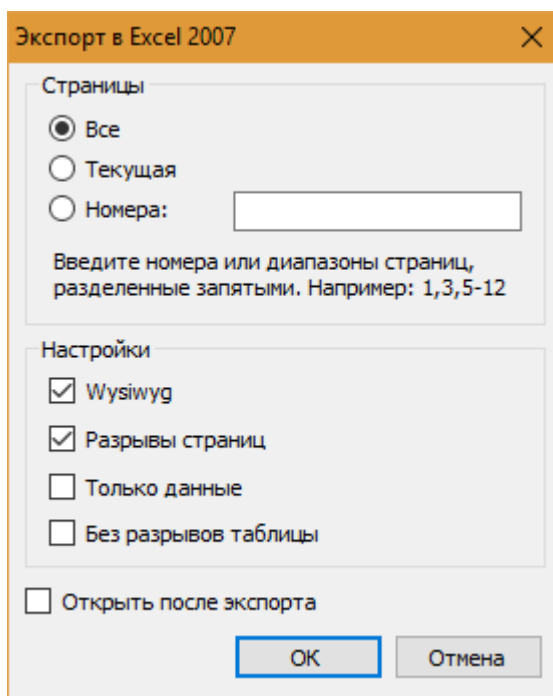 Экспорт в Excel 2007
Страницы
Все
Текущая
Номера:
Введите номера или диапазоны страниц,
разделенные запятыми. Например: 1,3,5-12
Настройки
Wysiwyg
Разрывы страниц
Только данные
Без разрывов таблицы
Открыть после экспорта
ОК
Отмена